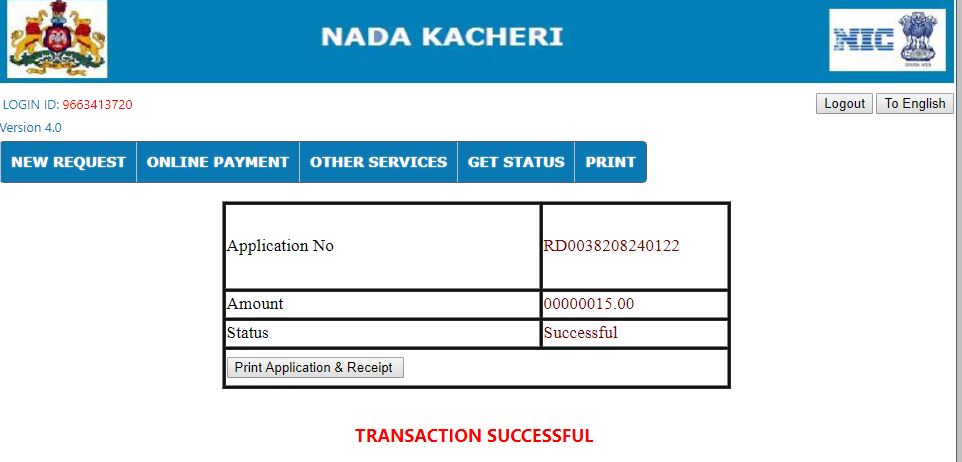 NADA KACHERI
NIC
LOGIN ID: 9663413720
Logout To English
Version 4.0
NEW REQUEST ONLINE PAYMENT OTHER SERVICES GET STATUS PRINT
Application No RD0038208240122
Amount 00000015.00
Status Successful
Print Application & Receipt
TRANSACTION SUCCESSFUL